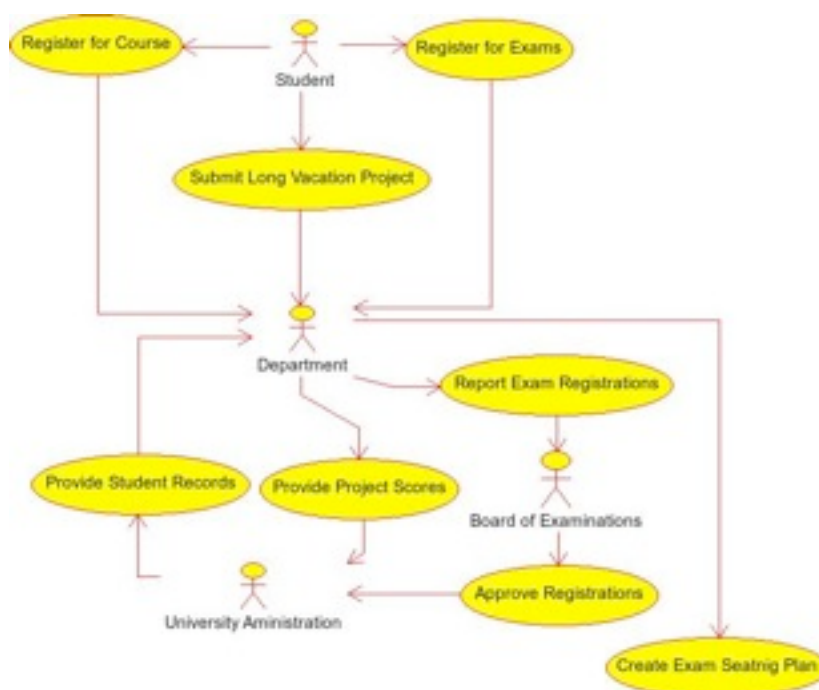 Register for Course
Register for Exams
Student
Submit Long Vacation Project
Department
Report Exam Registrations
Provide Student Records
Provide Project Scores
Board of Examinations
University Aministration
Approve Registrations
Create Exam Seatnig Plan